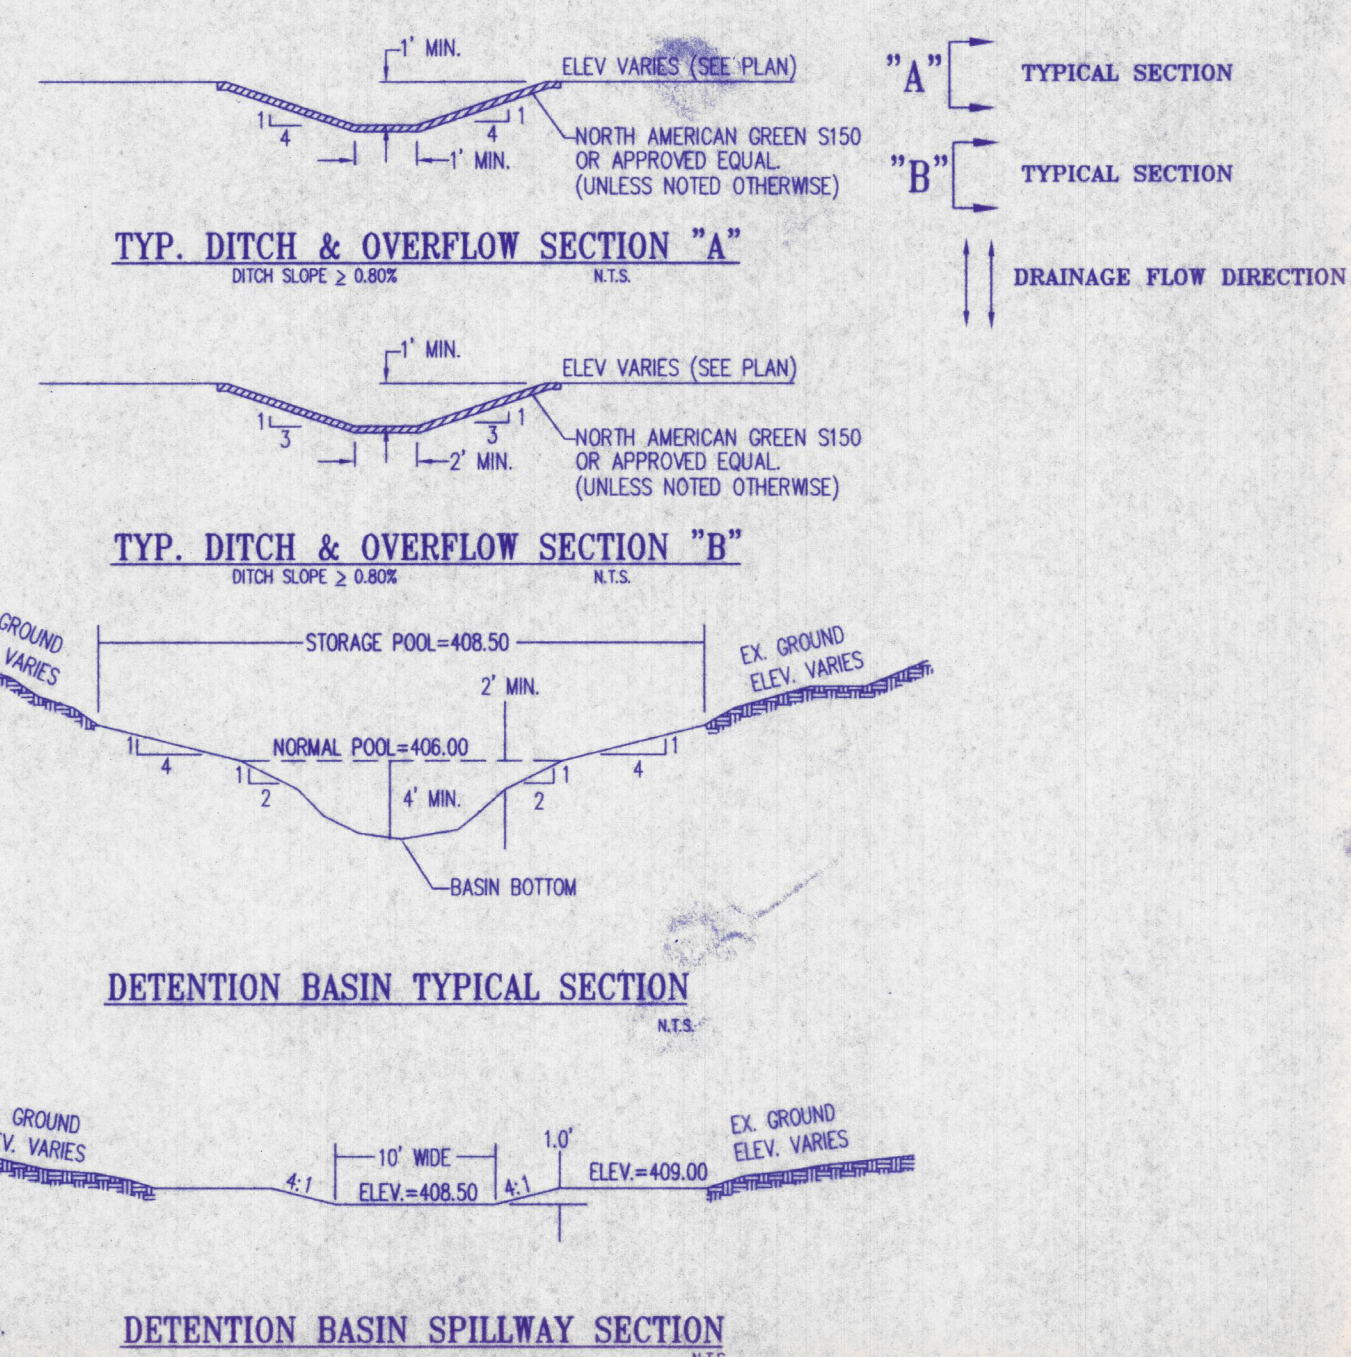 1' MIN.
ELEV VARIES (SEE PLAN)
1
4
4
1
1' MIN.
NORTH AMERICAN GREEN S150
OR APPROVED EQUAL.
(UNLESS NOTED OTHERWISE)
TYP. DITCH & OVERFLOW SECTION "A"
DITCH SLOPE ≥ 0.80%
N.T.S.
"A"
TYPICAL SECTION
"B"
TYPICAL SECTION
DRAINAGE FLOW DIRECTION
1' MIN.
ELEV VARIES (SEE PLAN)
1
3
3
1
2' MIN.
NORTH AMERICAN GREEN S150
OR APPROVED EQUAL.
(UNLESS NOTED OTHERWISE)
TYP. DITCH & OVERFLOW SECTION "B"
DITCH SLOPE ≥ 0.80%
N.T.S.
GROUND
VARIES
STORAGE POOL=408.50
EX. GROUND
ELEV. VARIES
2' MIN.
1
4
NORMAL POOL=406.00
1
4
1
2
4' MIN.
1
2
BASIN BOTTOM
DETENTION BASIN TYPICAL SECTION
N.T.S.
GROUND
V. VARIES
4:1
10' WIDE
ELEV.=408.50
4:1
1.0'
ELEV.=409.00
EX. GROUND
ELEV. VARIES
DETENTION BASIN SPILLWAY SECTION
N.T.S.